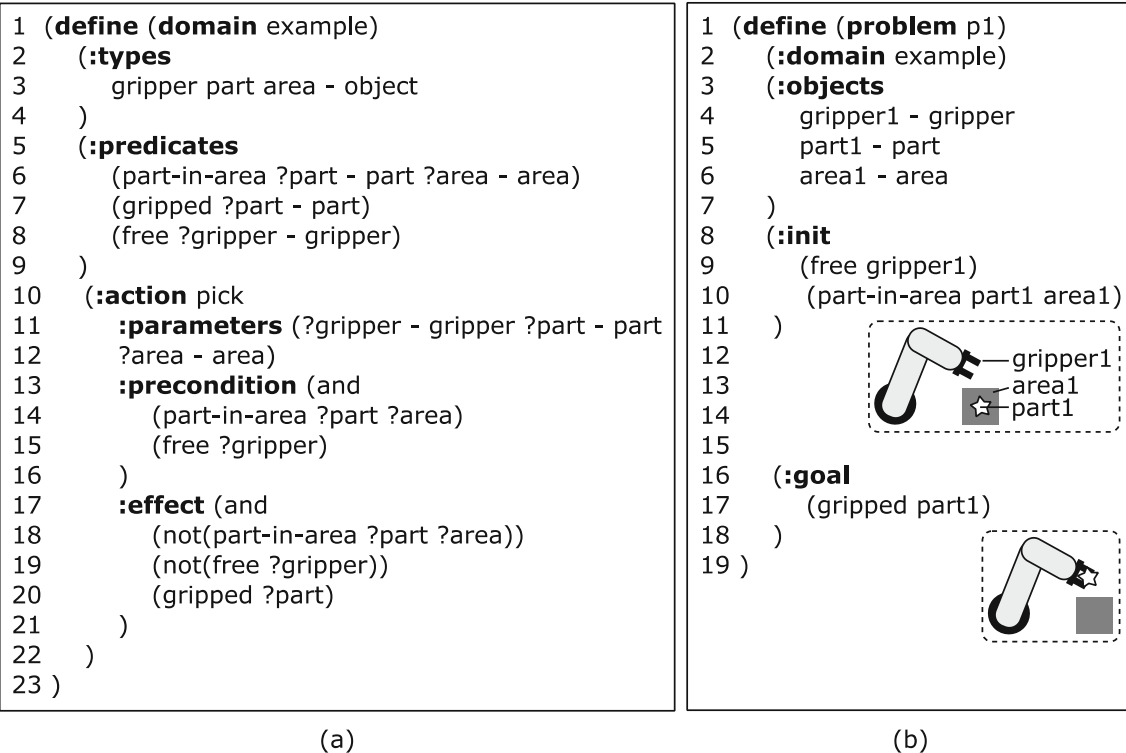 1 (define (domain example)
2 (:types
3 gripper part area - object
4 )
5 (:predicates
6 (part-in-area ?part - part ?area - area)
7 (gripped ?part - part)
8 (free ?gripper - gripper)
9 )
10 (:action pick
11 :parameters (?gripper - gripper ?part - part
12 ?area - area)
13 :precondition (and
14 (part-in-area ?part ?area)
15 (free ?gripper)
16 )
17 :effect (and
18 (not(part-in-area ?part ?area))
19 (not(free ?gripper))
20 (gripped ?part)
21 )
22 )
23 )
(a)
1 (define (problem p1)
2 (:domain example)
3 (:objects
4 gripper1 - gripper
5 part1 - part
6 area1 - area
7 )
8 (:init
9 (free gripper1)
10 (part-in-area part1 area1)
11 )
12 gripper1
13 area1
14 part1
15
16 (:goal
17 (gripped part1)
18 )
19 )
(b)